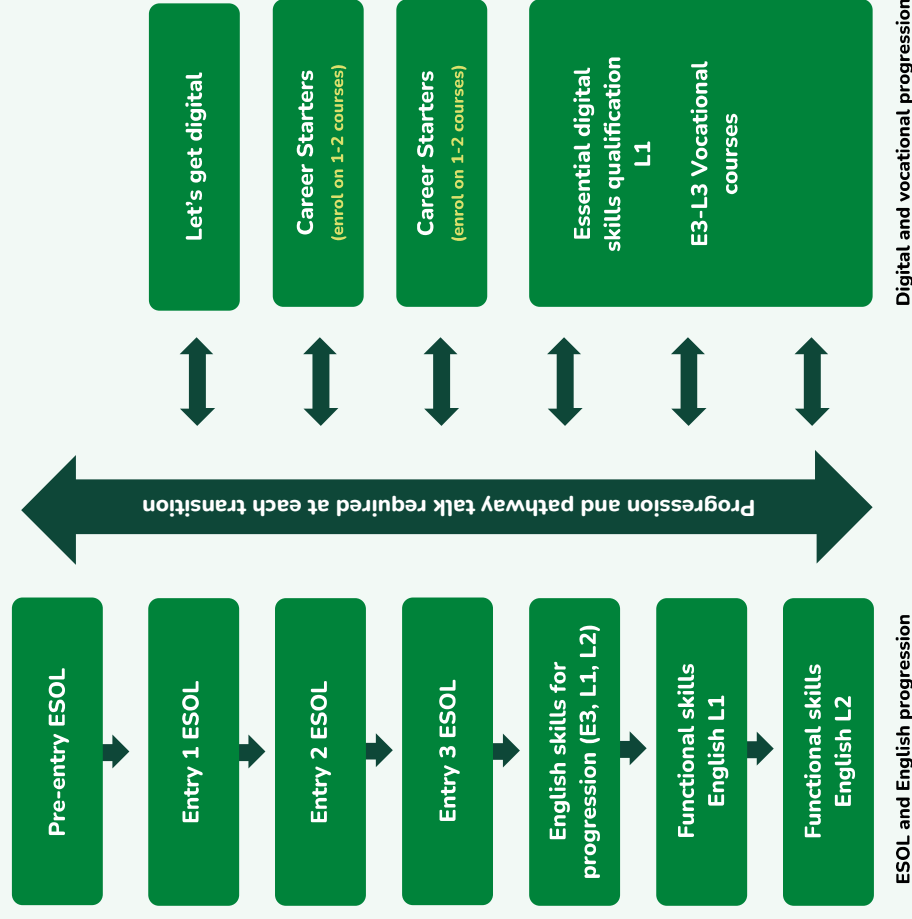 Pre-entry ESOL
Entry 1 ESOL
Entry 2 ESOL
Entry 3 ESOL
English skills for
progression (E3, L1, L2)
Functional skills
English L1
Functional skills
English L2
ESOL and English progression
Progression and pathway talk required at each transition
Let’s get digital
Career Starters
(enrol on 1-2 courses)
Career Starters
(enrol on 1-2 courses)
Essential digital
skills qualification
L1
E3-L3 Vocational
courses
Digital and vocational progression